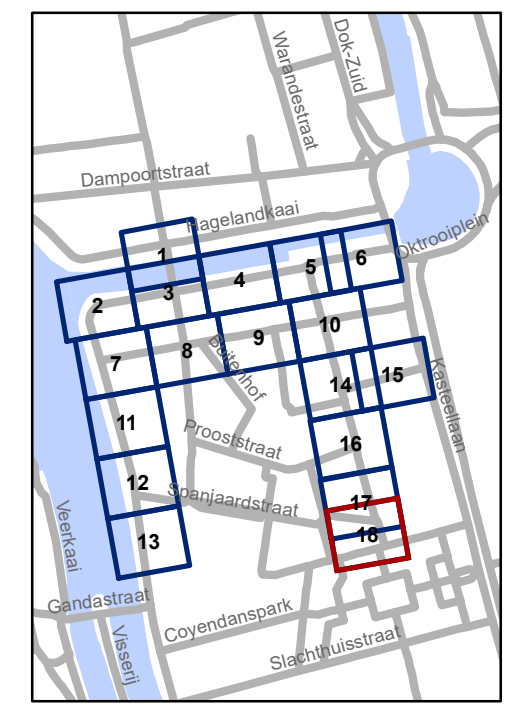 Dok-Zuid
Warandestraat
Dampoortstraat
Hagelandkaai
Oktrooiplein
1
2
3
4
5
6
7
8
9
10
Buitenhof
Kasteellaan
11
14
15
Prooststraat
16
12
Spanjaardstraat
17
18
13
Veerkaai
Gandastraat
Visserij
Coyendanspark
Slachthuisstraat